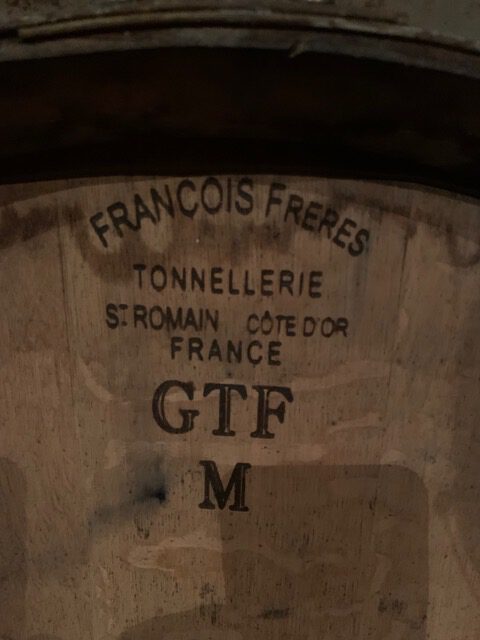 FRANCOIS FRERES
TONNELLERIE
ST ROMAIN CÔTE D'OR
FRANCE
GTF
M